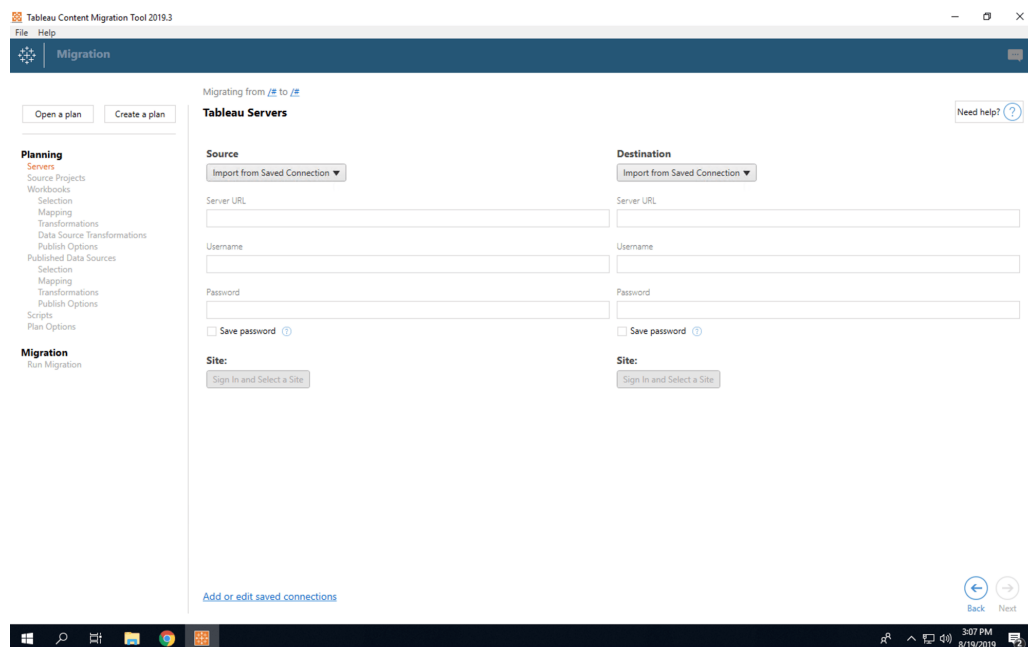 Tableau Content Migration Tool 2019.3
File Help
Migration
Migrating from /# to /#
Open a plan Create a plan
Tableau Servers
Need help? ?
Planning
Servers
Source Projects
Workbooks
Selection
Mapping
Transformations
Data Source Transformations
Publish Options
Published Data Sources
Selection
Mapping
Transformations
Publish Options
Scripts
Plan Options
Migration
Run Migration
Source
Import from Saved Connection
Server URL
Username
Password
Save password ?
Site:
Sign In and Select a Site
Destination
Import from Saved Connection
Server URL
Username
Password
Save password ?
Site:
Sign In and Select a Site
Add or edit saved connections
Back Next
3:07 PM
8/19/2019
2